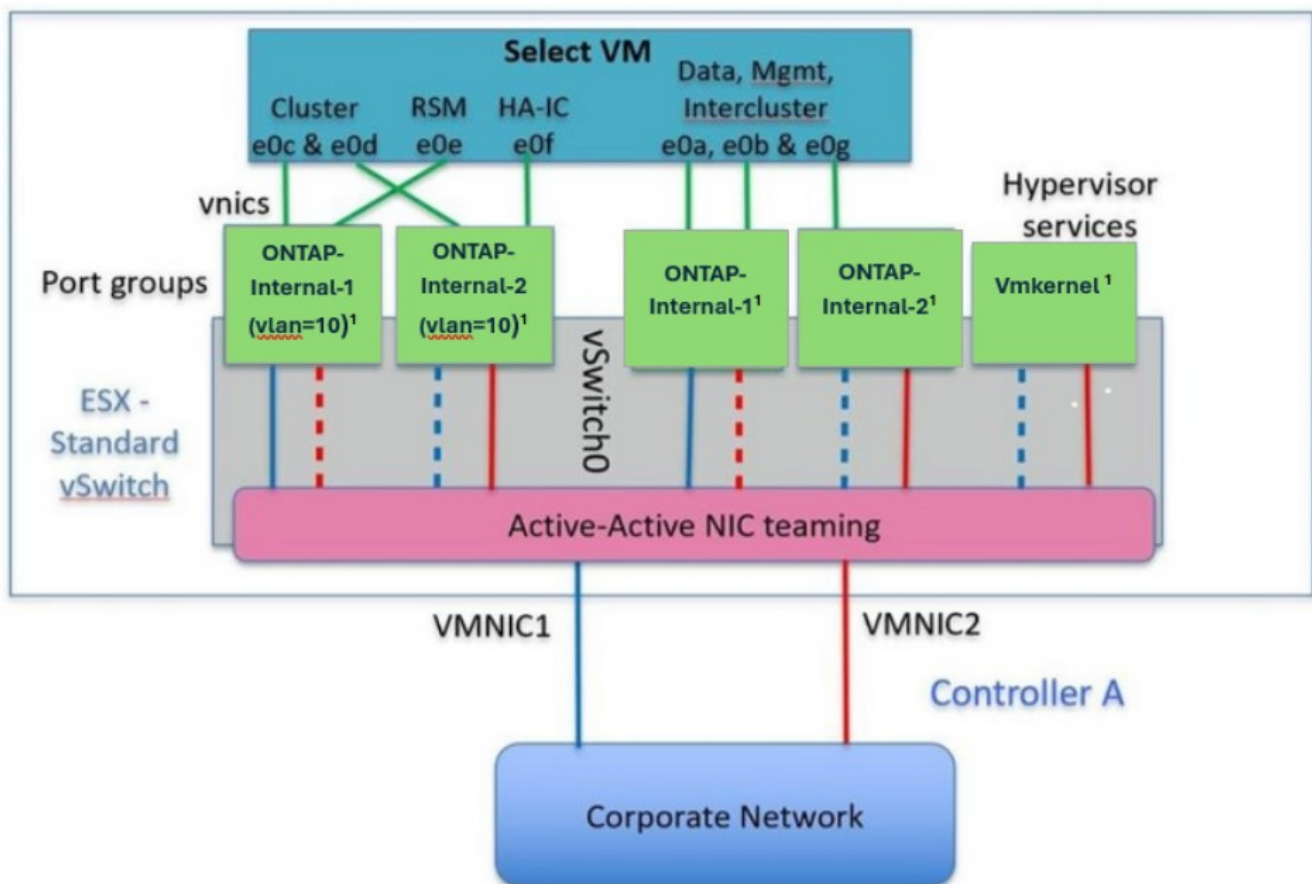 Select VM
Cluster
e0c & e0d
RSM
e0e
HA-IC
e0f
Data, Mgmt,
Intercluster
e0a, e0b & e0g
vnics
Hypervisor
services
Port groups
ONTAP-
Internal-1
(vlan=10)¹
ONTAP-
Internal-2
(vlan=10)¹
ONTAP-
Internal-1¹
ONTAP-
Internal-2¹
Vmkernel ¹
ESX -
Standard
vSwitch
vSwitch0
Active-Active NIC teaming
VMNIC1
VMNIC2
Controller A
Corporate Network